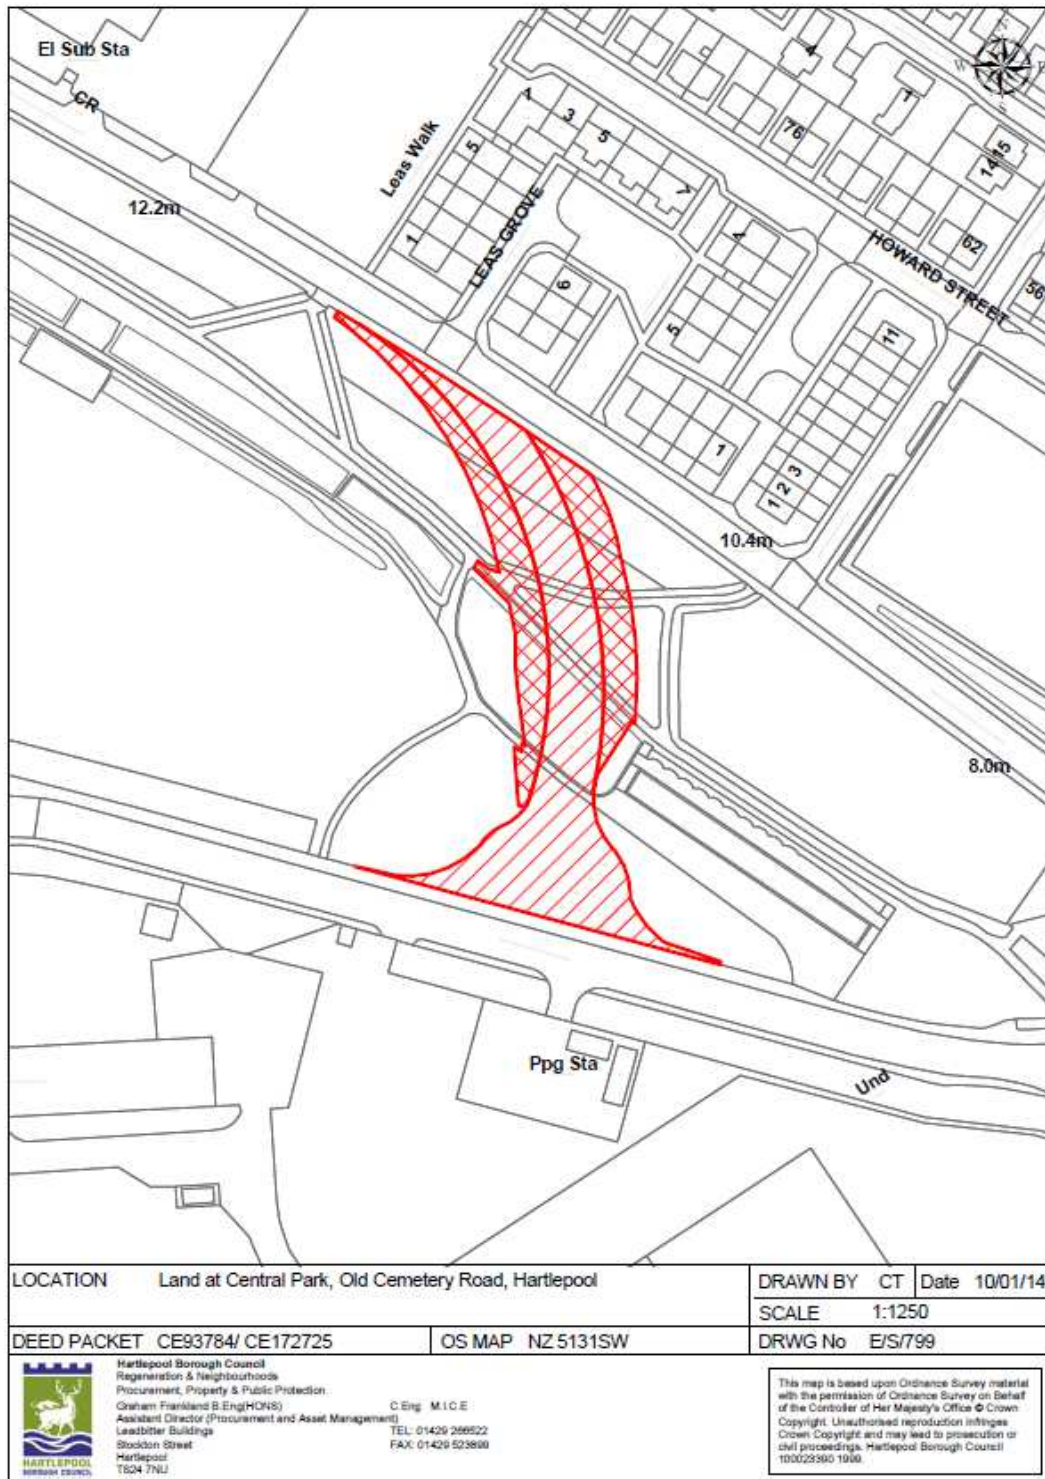 El Sub Sta
CR
Leas Walk
12.2m
LEAS GROVE
HOWARD STREET
1
3
5
7
5
1
6
4
5
1
1
2
3
11
4
1
76
14
15
62
56
N
W
E
S
10.4m
8.0m
Ppg Sta
Und
LOCATION Land at Central Park, Old Cemetery Road, Hartlepool
DRAWN BY CT Date 10/01/14
SCALE 1:1250
DEED PACKET CE93784/ CE172725 OS MAP NZ 5131SW DRWG No E/S/799
Hartlepool Borough Council
Regeneration & Neighbourhoods
Procurement, Property & Public Protection
Graham Frankland B.Eng(HONS) C.Eng M.I.C.E
Assistant Director (Procurement and Asset Management)
Leadbitter Buildings TEL: 01429 266522
Stockton Street FAX: 01429 523899
Hartlepool
TS24 7NU
HARTLEPOOL
BOROUGH COUNCIL
This map is based upon Ordnance Survey material
with the permission of Ordnance Survey on Behalf
of the Controller of Her Majesty's Office © Crown
Copyright. Unauthorised reproduction infringes
Crown Copyright and may lead to prosecution or
civil proceedings. Hartlepool Borough Council
100023390 1999.